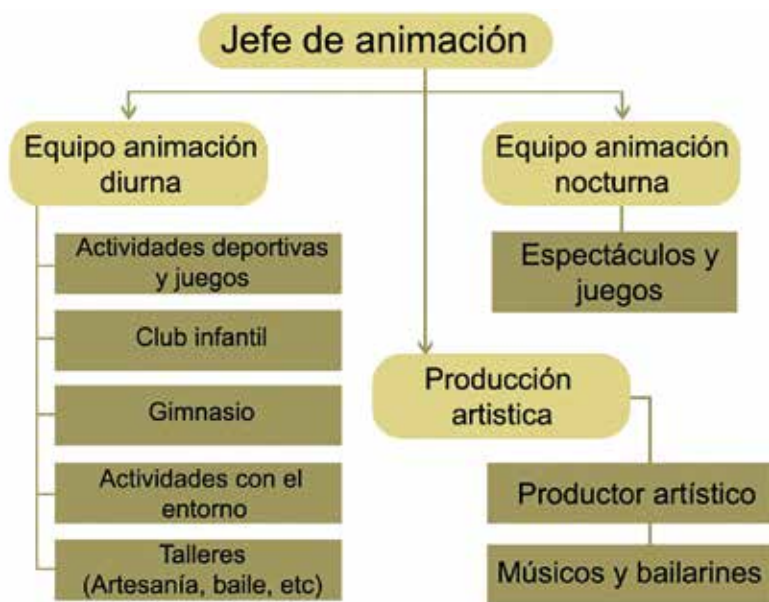 Jefe de animación
Equipo animación
diurna
Actividades deportivas
y juegos
Club infantil
Gimnasio
Actividades con el
entorno
Talleres
(Artesanía, baile, etc)
Equipo animación
nocturna
Espectáculos y
juegos
Producción
artistica
Productor artístico
Músicos y bailarines